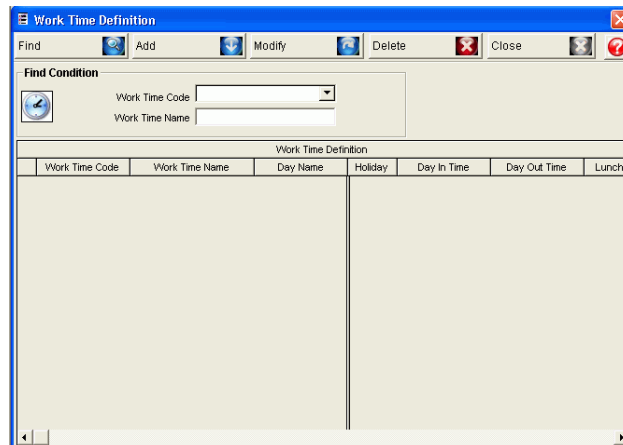 Work Time Definition
Find Add Modify Delete Close ?
Find Condition
Work Time Code
Work Time Name
Work Time Definition
Work Time Code Work Time Name Day Name Holiday Day In Time Day Out Time Lunch